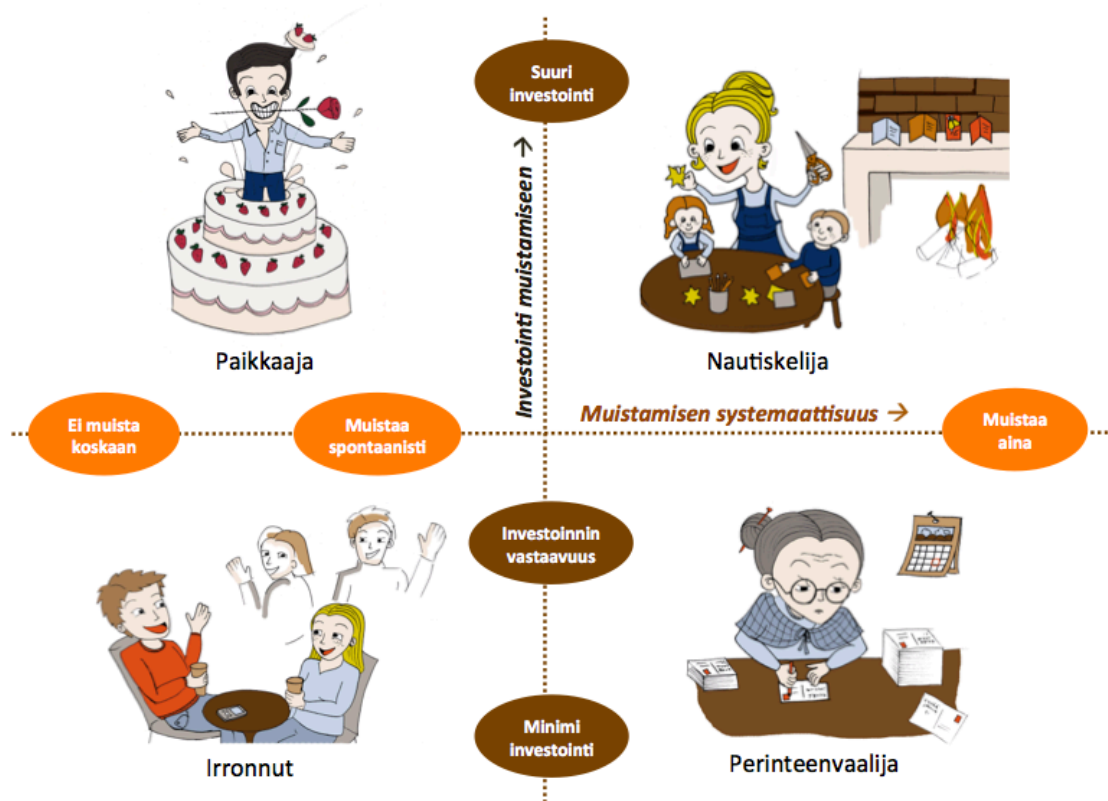 Suuri
investointi
Investointi muistamiseen →
Paikkaaja
Nautiskelija
Ei muista
koskaan
Muistaa
spontaanisti
Muistamisen systemaattisuus →
Muistaa
aina
Investoinnin
vastaavuus
Minimi
investointi
Irronnut
Perinteenvaalija